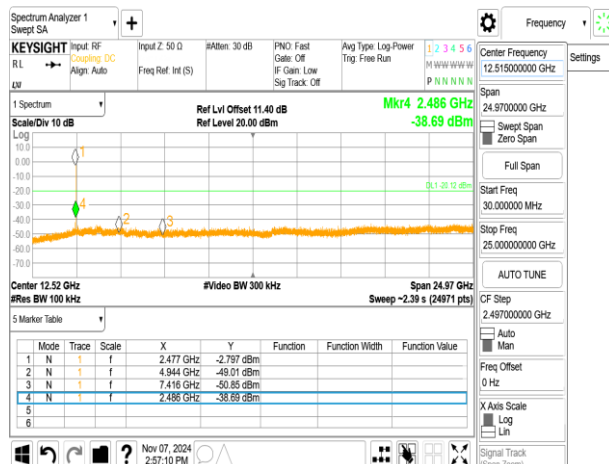 Spectrum Analyzer 1
Swept SA
Frequency
KEYSIGHT
Input: RF
Input Z: 50 Ω
#Atten: 30 dB
PNO: Fast
Avg Type: Log-Power
1 2 3 4 5 6
RL
Coupling: DC
Gate: Off
Trig: Free Run
M W W W W W
Align: Auto
Freq Ref: Int (S)
IF Gain: Low
Sig Track: Off
P N N N N N
LXI
Center Frequency
12.515000000 GHz
Settings
1 Spectrum
Ref Lvl Offset 11.40 dB
Mkr4 2.486 GHz
Scale/Div 10 dB
Ref Level 20.00 dBm
-38.69 dBm
Log
10.0
0.00
-10.0
-20.0
-30.0
-40.0
-50.0
-60.0
-70.0
1
4
2
3
DL1 -20.12 dBm
Center 12.52 GHz
#Video BW 300 kHz
Span 24.97 GHz
#Res BW 100 kHz
Sweep ~2.39 s (24971 pts)
Span
24.9700000 GHz
Swept Span
Zero Span
Full Span
Start Freq
30.000000 MHz
Stop Freq
25.000000000 GHz
AUTO TUNE
CF Step
2.497000000 GHz
Auto
Man
Freq Offset
0 Hz
X Axis Scale
Log
Lin
Signal Track
(Span Zoom)
5 Marker Table
Mode Trace Scale X Y Function Function Width Function Value
1 N 1 f 2.477 GHz -2.797 dBm
2 N 1 f 4.944 GHz -49.01 dBm
3 N 1 f 7.416 GHz -50.85 dBm
4 N 1 f 2.486 GHz -38.69 dBm
5
6
?
Nov 07, 2024
2:57:10 PM